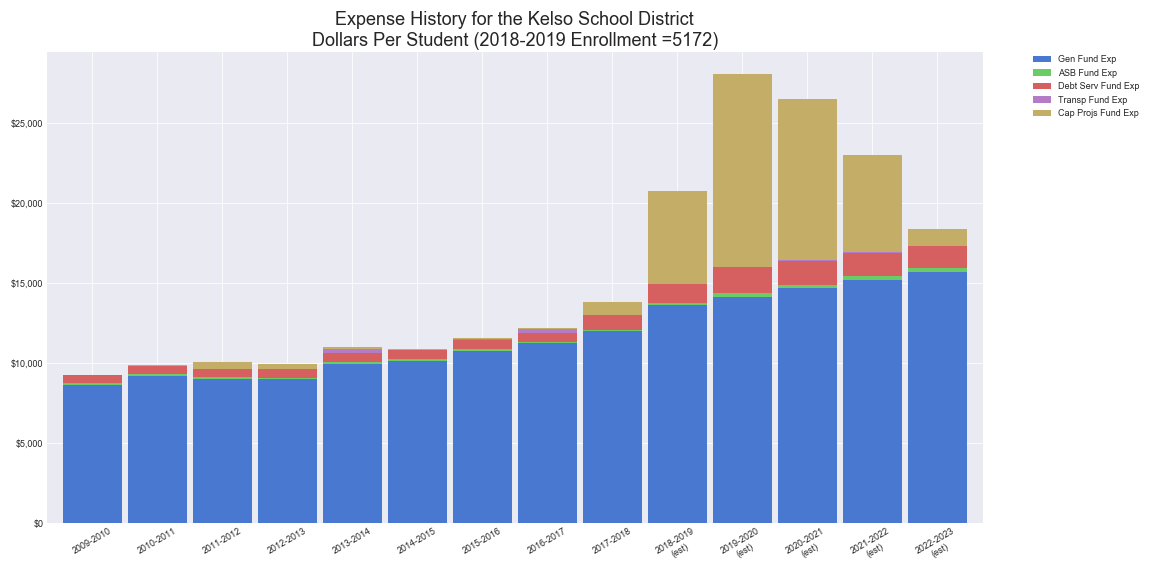 Expense History for the Kelso School District
Dollars Per Student (2018-2019 Enrollment =5172)
Gen Fund Exp
ASB Fund Exp
Debt Serv Fund Exp
Transp Fund Exp
Cap Projs Fund Exp
$25,000
$20,000
$15,000
$10,000
$5,000
$0
2009-2010
2010-2011
2011-2012
2012-2013
2013-2014
2014-2015
2015-2016
2016-2017
2017-2018
2018-2019
(est)
2019-2020
(est)
2020-2021
(est)
2021-2022
(est)
2022-2023
(est)